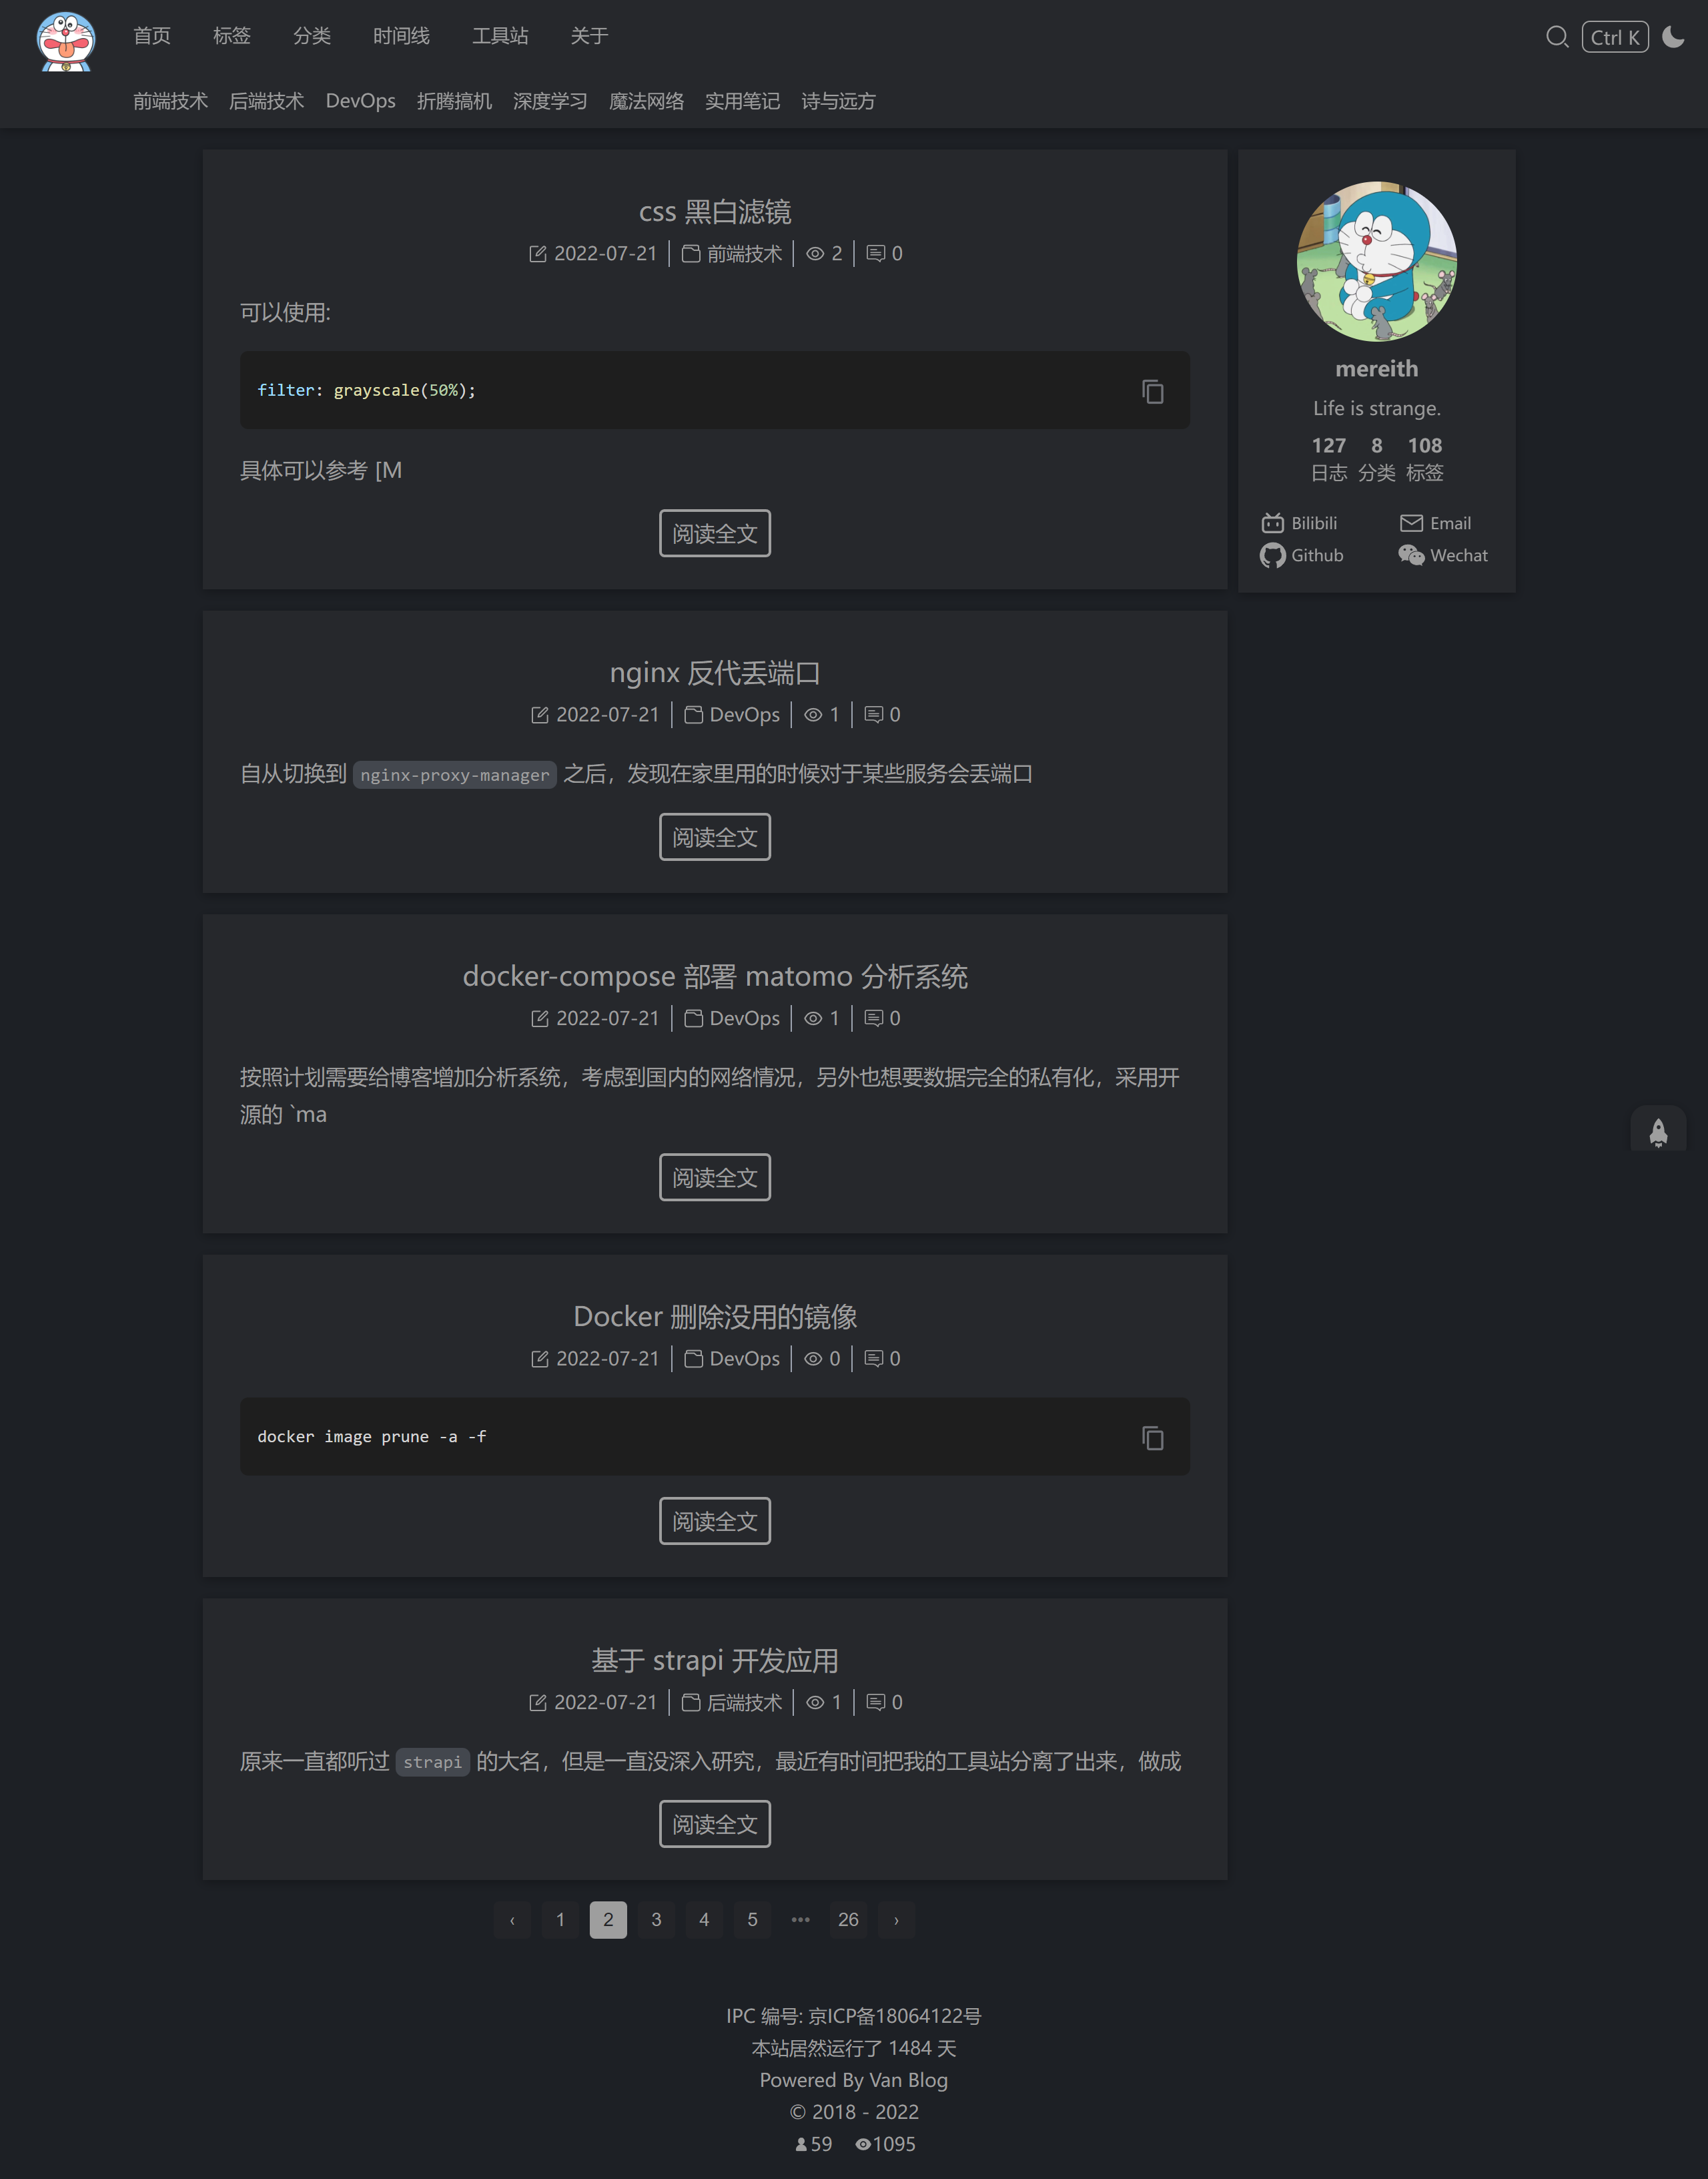 首页 标签 分类 时间线 工具站 关于 Ctrl K
前端技术 后端技术 DevOps 折腾搞机 深度学习 魔法网络 实用笔记 诗与远方
css 黑白滤镜
2022-07-21 前端技术 2 0
可以使用:
filter: grayscale(50%);
具体可以参考 [M
阅读全文
mereith
Life is strange.
127 8 108
日志 分类 标签
Bilibili Email
Github Wechat
nginx 反代丢端口
2022-07-21 DevOps 1 0
自从切换到 nginx-proxy-manager 之后，发现在家里用的时候对于某些服务会丢端口
阅读全文
docker-compose 部署 matomo 分析系统
2022-07-21 DevOps 1 0
按照计划需要给博客增加分析系统，考虑到国内的网络情况，另外也想要数据完全的私有化，采用开
源的 `ma
阅读全文
Docker 删除没用的镜像
2022-07-21 DevOps 0 0
docker image prune -a -f
阅读全文
基于 strapi 开发应用
2022-07-21 后端技术 1 0
原来一直都听过 strapi 的大名，但是一直没深入研究，最近有时间把我的工具站分离了出来，做成
阅读全文
‹ 1 2 3 4 5 ••• 26 ›
IPC 编号: 京ICP备18064122号
本站居然运行了 1484 天
Powered By Van Blog
© 2018 - 2022
59 1095